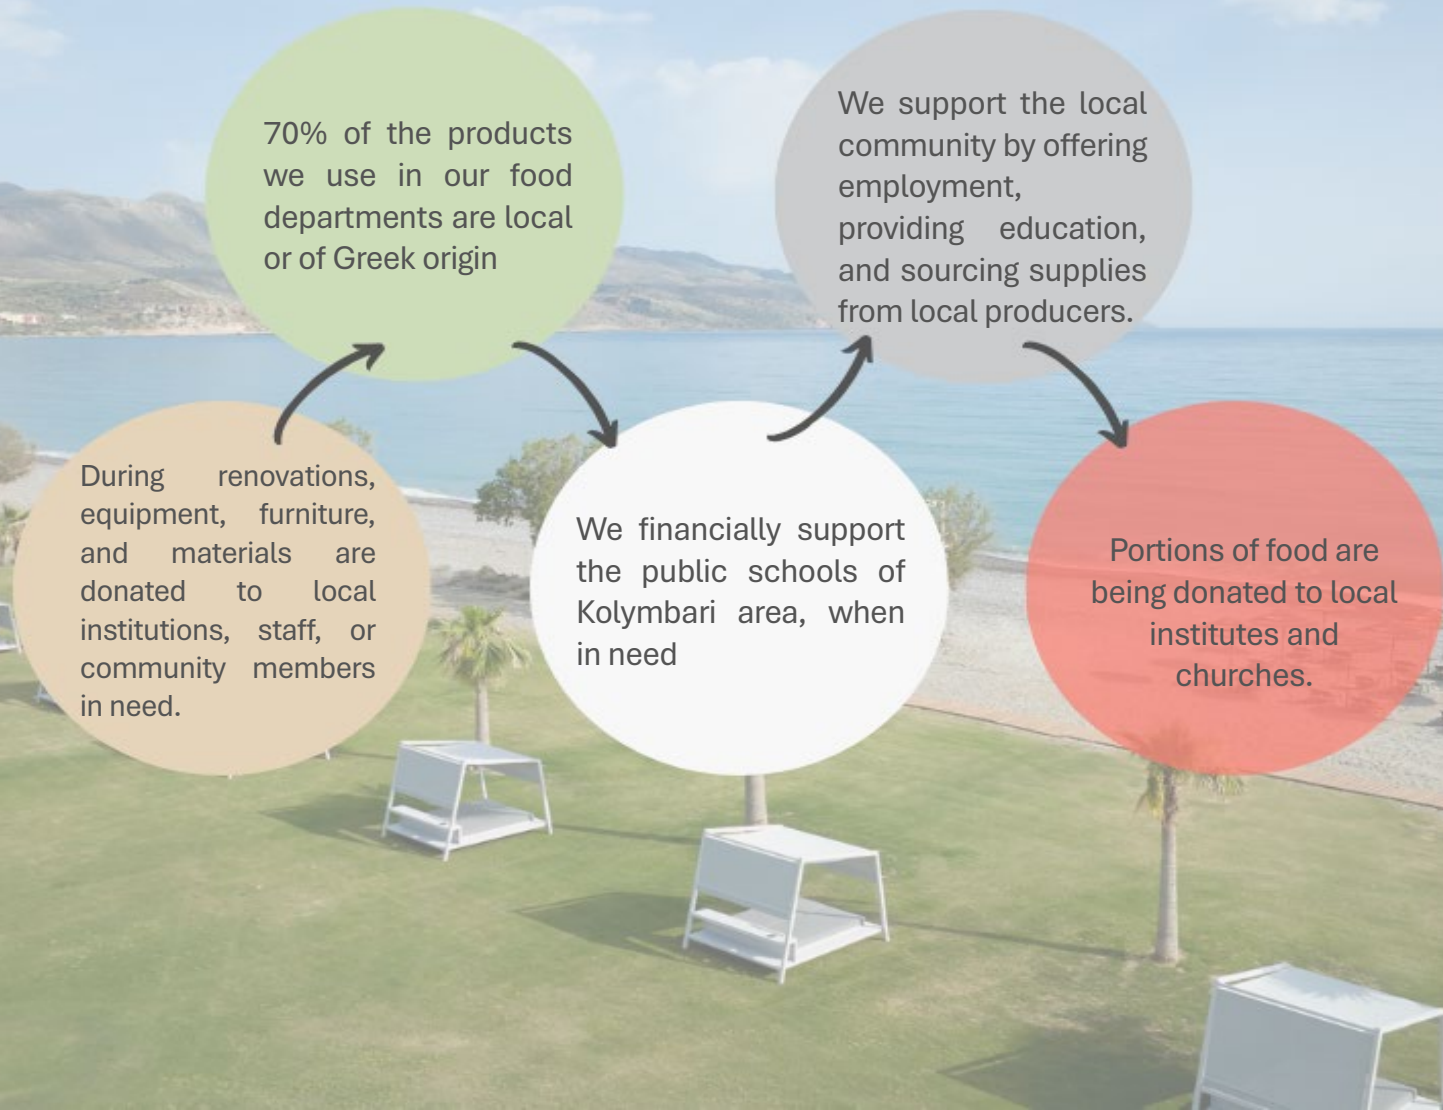 During renovations,
equipment, furniture,
and materials are
donated to local
institutions, staff, or
community members
in need.
70% of the products
we use in our food
departments are local
or of Greek origin
We financially support
the public schools of
Kolymbari area, when
in need
We support the local
community by offering
employment,
providing education,
and sourcing supplies
from local producers.
Portions of food are
being donated to local
institutes and
churches.